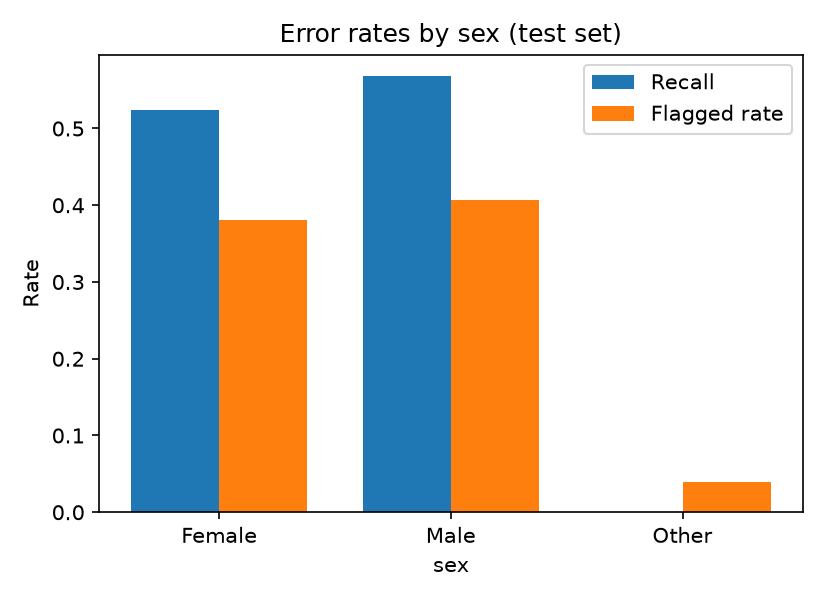 Error rates by sex (test set)
Recall
Flagged rate
Rate
0.5
0.4
0.3
0.2
0.1
0.0
Female
Male
Other
sex